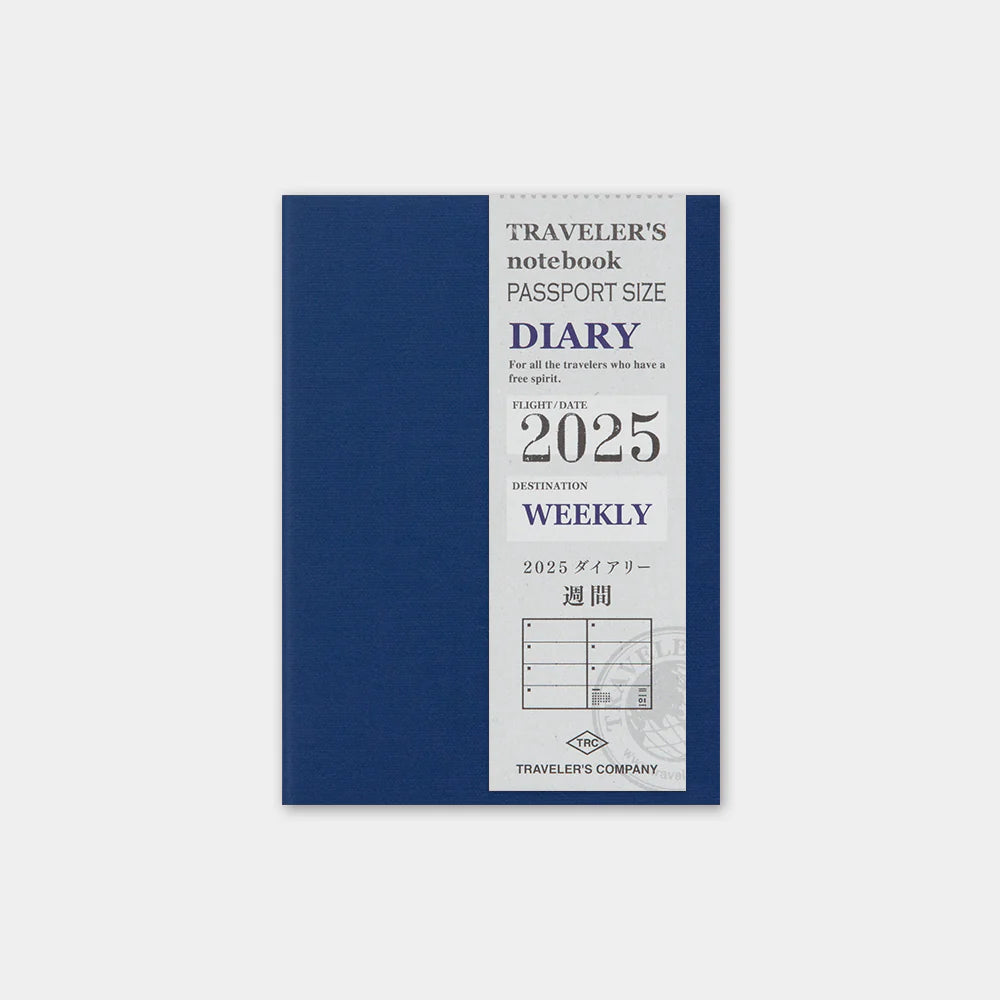 TRAVELER'S
notebook
PASSPORT SIZE
DIARY
For all the travelers who have a
free spirit.
FLIGHT/DATE
2025
DESTINATION
WEEKLY
2025 ダイアリー
週間
TRAVELE
TRC
TRAVELER'S COMPANY